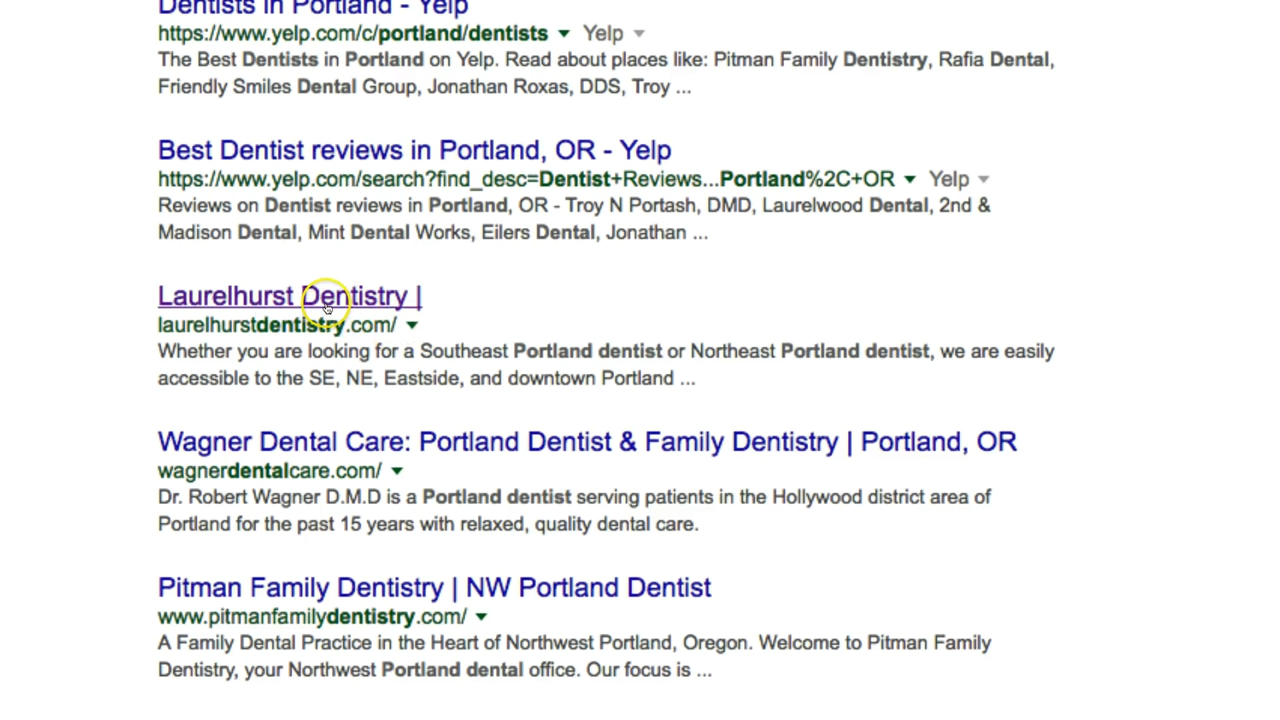 Dentists in Portland - Yelp
https://www.yelp.com/c/portland/dentists ▼ Yelp ▼
The Best Dentists in Portland on Yelp. Read about places like: Pitman Family Dentistry, Rafia Dental,
Friendly Smiles Dental Group, Jonathan Roxas, DDS, Troy ...
Best Dentist reviews in Portland, OR - Yelp
https://www.yelp.com/search?find_desc=Dentist+Reviews...Portland%2C+OR ▼ Yelp ▼
Reviews on Dentist reviews in Portland, OR - Troy N Portash, DMD, Laurelwood Dental, 2nd &
Madison Dental, Mint Dental Works, Eilers Dental, Jonathan ...
Laurelhurst Dentistry |
laurelhurstdentistry.com/ ▼
Whether you are looking for a Southeast Portland dentist or Northeast Portland dentist, we are easily
accessible to the SE, NE, Eastside, and downtown Portland ...
Wagner Dental Care: Portland Dentist & Family Dentistry | Portland, OR
wagnerdentalcare.com/ ▼
Dr. Robert Wagner D.M.D is a Portland dentist serving patients in the Hollywood district area of
Portland for the past 15 years with relaxed, quality dental care.
Pitman Family Dentistry | NW Portland Dentist
www.pitmanfamilydentistry.com/ ▼
A Family Dental Practice in the Heart of Northwest Portland, Oregon. Welcome to Pitman Family
Dentistry, your Northwest Portland dental office. Our focus is ...